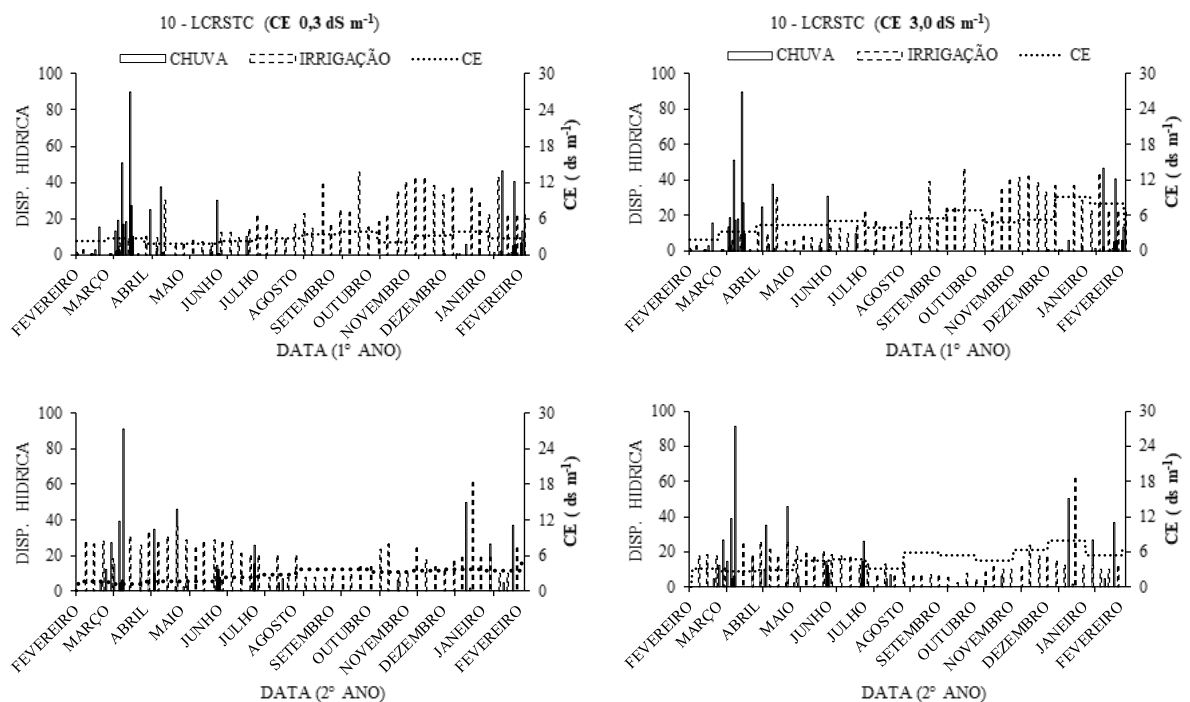 10 - LCRSTC (CE 0,3 dS m-1)
CHUVA IRRIGAÇÃO CE
DISP. HIDRICA
100
80
60
40
20
0
30
24
18
12
6
0
CE ( ds m-1)
FEVEREIRO MARÇO ABRIL MAIO JUNHO JULHO AGOSTO SETEMBRO OUTUBRO NOVEMBRO DEZEMBRO JANEIRO FEVEREIRO
DATA (1° ANO)
10 - LCRSTC (CE 3,0 dS m-1)
CHUVA IRRIGAÇÃO CE
DISP. HIDRICA
100
80
60
40
20
0
30
24
18
12
6
0
CE ( ds m-1)
FEVEREIRO MARÇO ABRIL MAIO JUNHO JULHO AGOSTO SETEMBRO OUTUBRO NOVEMBRO DEZEMBRO JANEIRO FEVEREIRO
DATA (1° ANO)
DISP. HIDRICA
100
80
60
40
20
0
30
24
18
12
6
0
CE ( ds m-1)
FEVEREIRO MARÇO ABRIL MAIO JUNHO JULHO AGOSTO SETEMBRO OUTUBRO NOVEMBRO DEZEMBRO JANEIRO FEVEREIRO
DATA (2° ANO)
DISP. HIDRICA
100
80
60
40
20
0
30
24
18
12
6
0
CE ( ds m-1)
FEVEREIRO MARÇO ABRIL MAIO JUNHO JULHO AGOSTO SETEMBRO OUTUBRO NOVEMBRO DEZEMBRO JANEIRO FEVEREIRO
DATA (2° ANO)